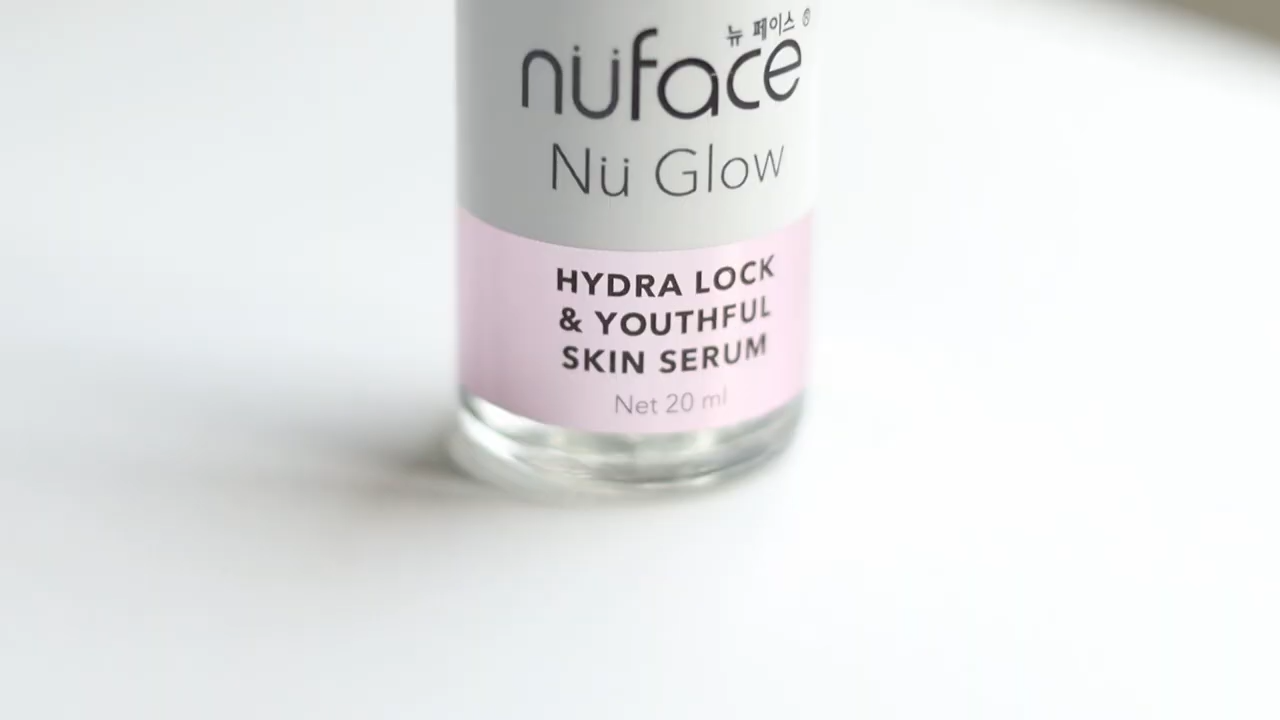 뉴 페이스 ®
nüface
Nü Glow
HYDRA LOCK
& YOUTHFUL
SKIN SERUM
Net 20 ml